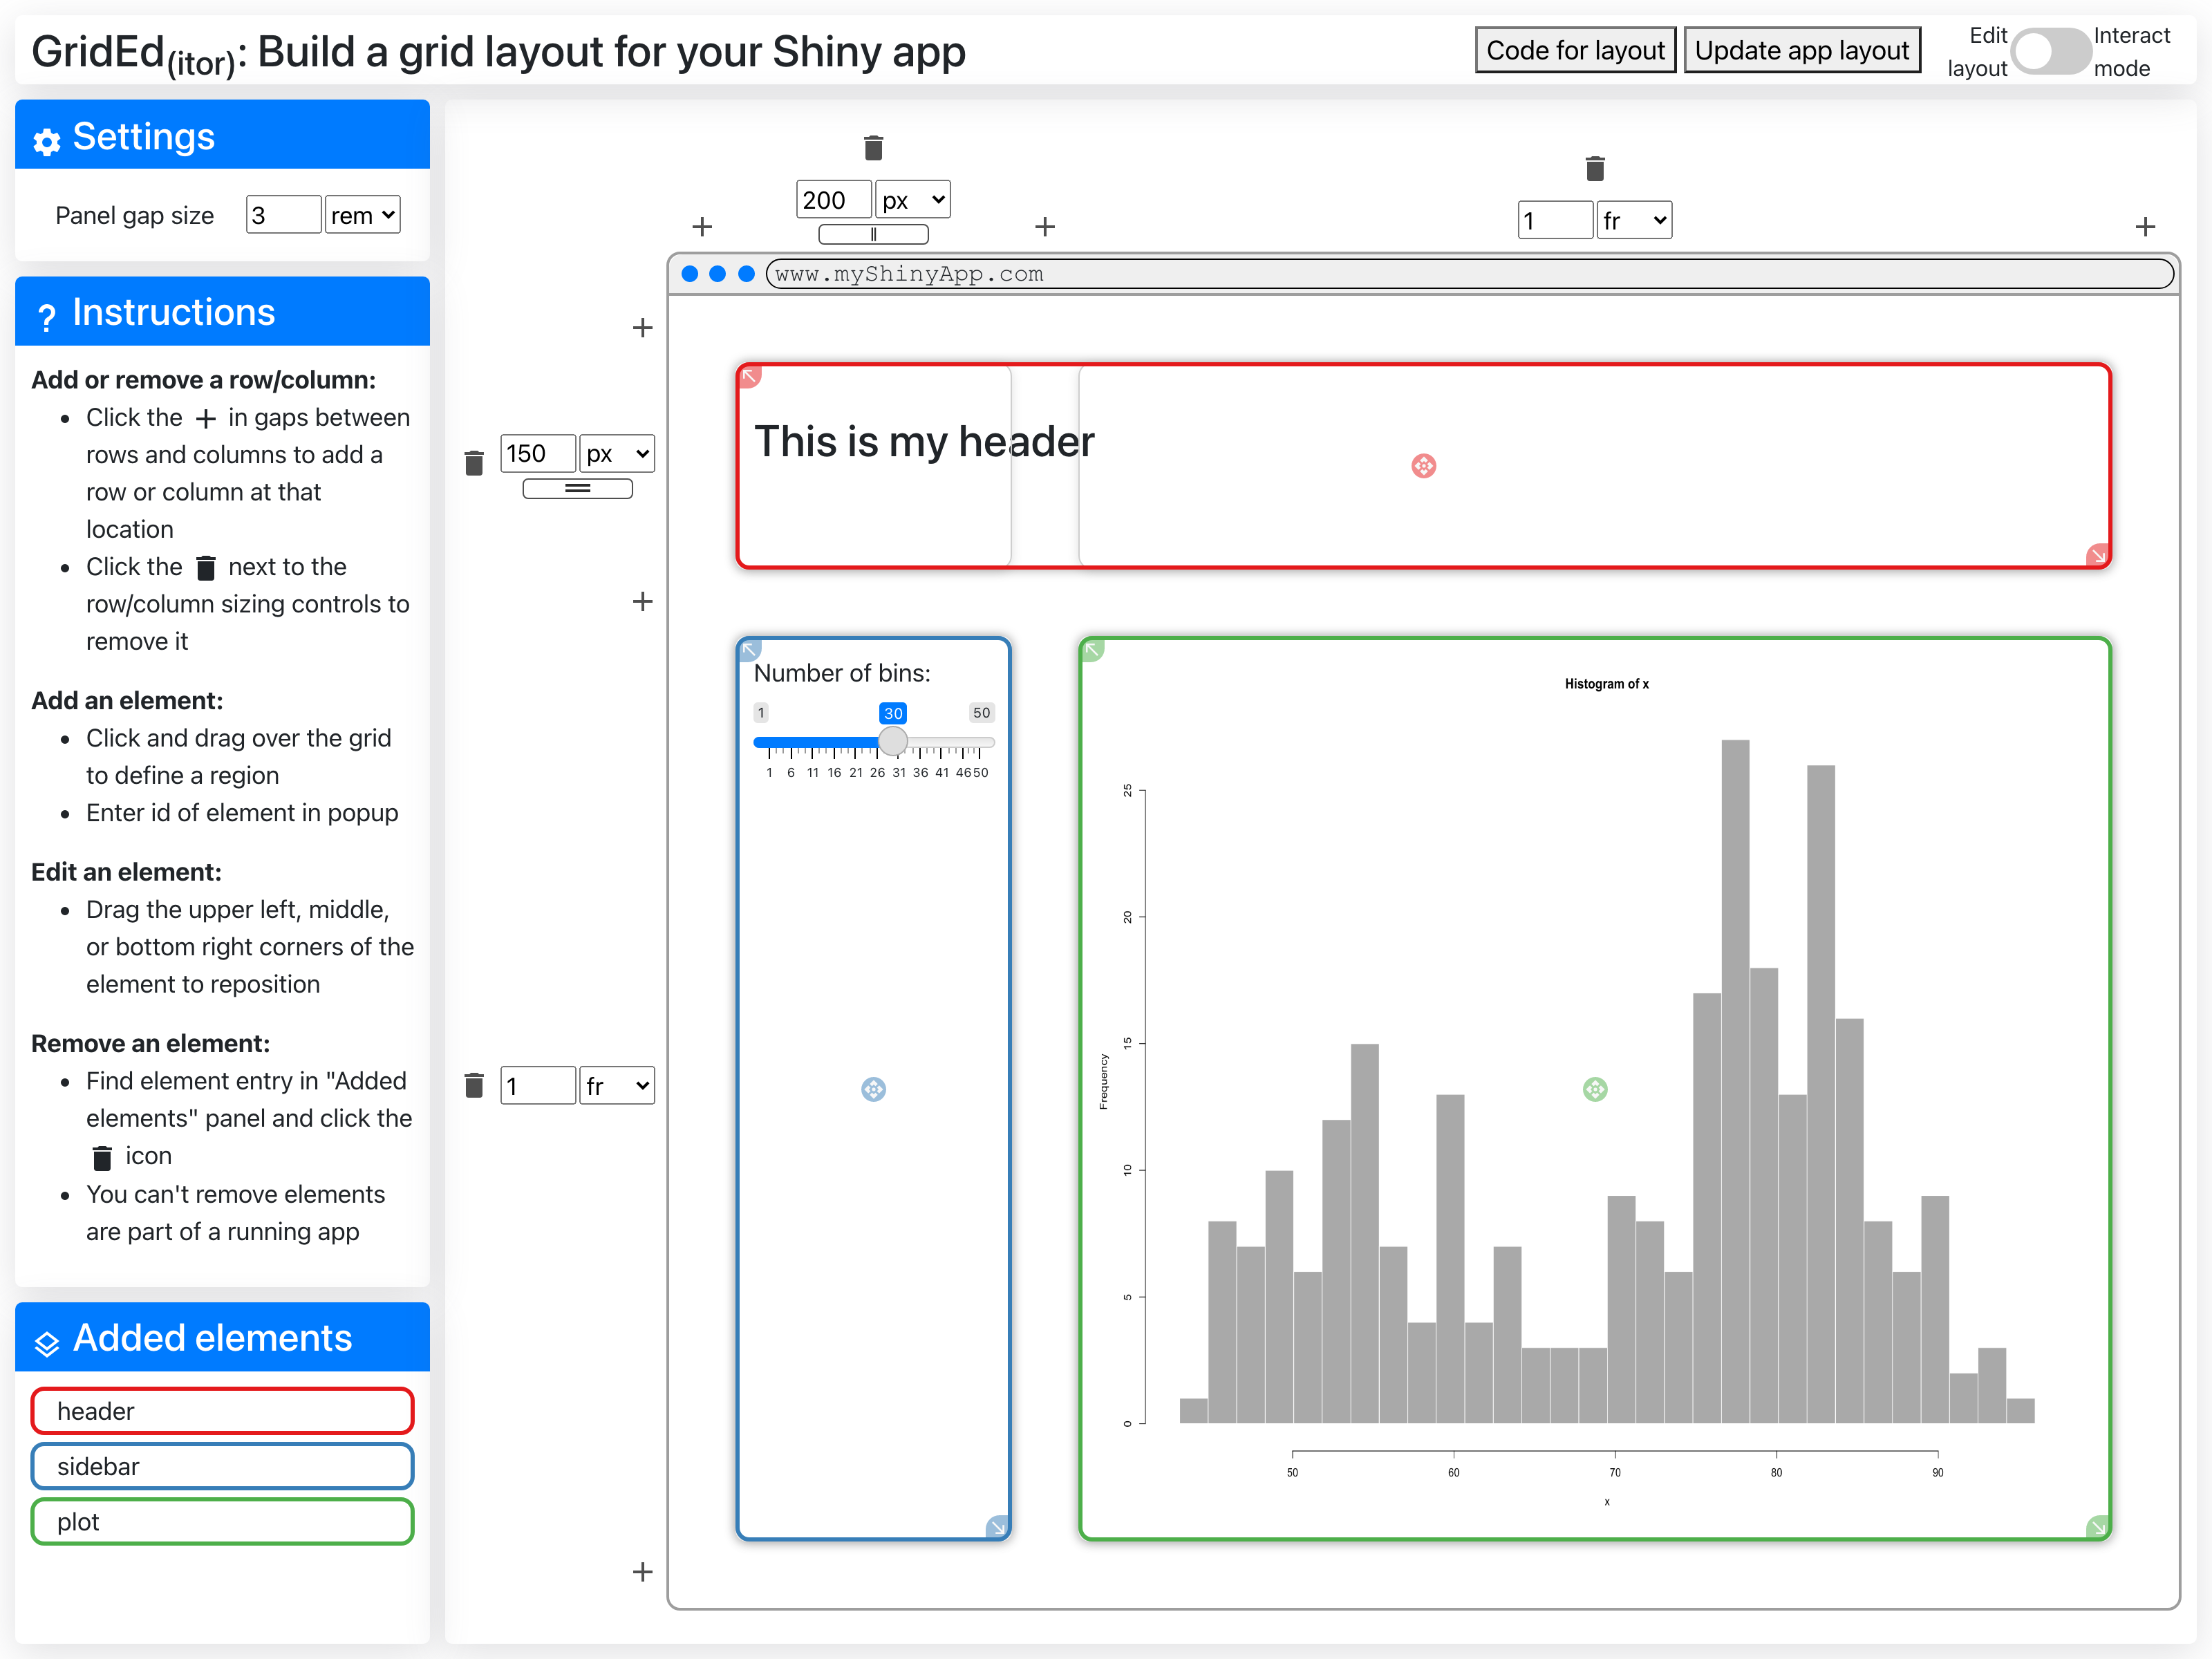 GridEd(itor): Build a grid layout for your Shiny app
Code for layout
Update app layout
Edit layout
Interact mode
Settings
Panel gap size 3 rem
? Instructions
Add or remove a row/column:
Click the + in gaps between
rows and columns to add a
row or column at that
location
Click the next to the
row/column sizing controls to
remove it
Add an element:
Click and drag over the grid
to define a region
Enter id of element in popup
Edit an element:
Drag the upper left, middle,
or bottom right corners of the
element to reposition
Remove an element:
Find element entry in "Added
elements" panel and click the
icon
You can't remove elements
are part of a running app
Added elements
header
sidebar
plot
200 px
1 fr
www.myShinyApp.com
150 px
This is my header
1 fr
Number of bins:
1 30 50
1 6 11 16 21 26 31 36 41 46 50
Histogram of x
Frequency
25
20
15
10
5
0
50 60 70 80 90
x